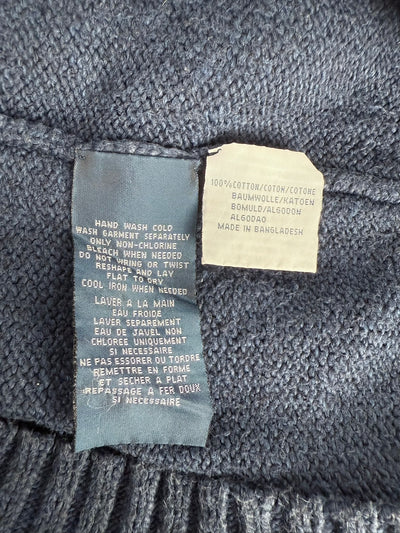 HAND WASH COLD
WASH GARMENT SEPARATELY
ONLY NON-CHLORINE
BLEACH WHEN NEEDED
DO NOT WRING OR TWIST
RESHAPE AND LAY
FLAT TO DRY
COOL IRON WHEN NEEDED
LAVER A LA MAIN
EAU FROIDE
LAVER SEPAREMENT
EAU DE JAVEL NON
CHLOREE UNIQUEMENT
SI NECESSAIRE
NE PAS ESSORER OU TORDRE
REMETTRE EN FORME
ET SECHER A PLAT
REPASSAGE A FER DOUX
SI NECESSAIRE
100%COTTON/COTON/COTONE
BAUMWOLLE/KATOEN
BOMULD/ALGODON
ALGODAO
MADE IN BANGLADESH